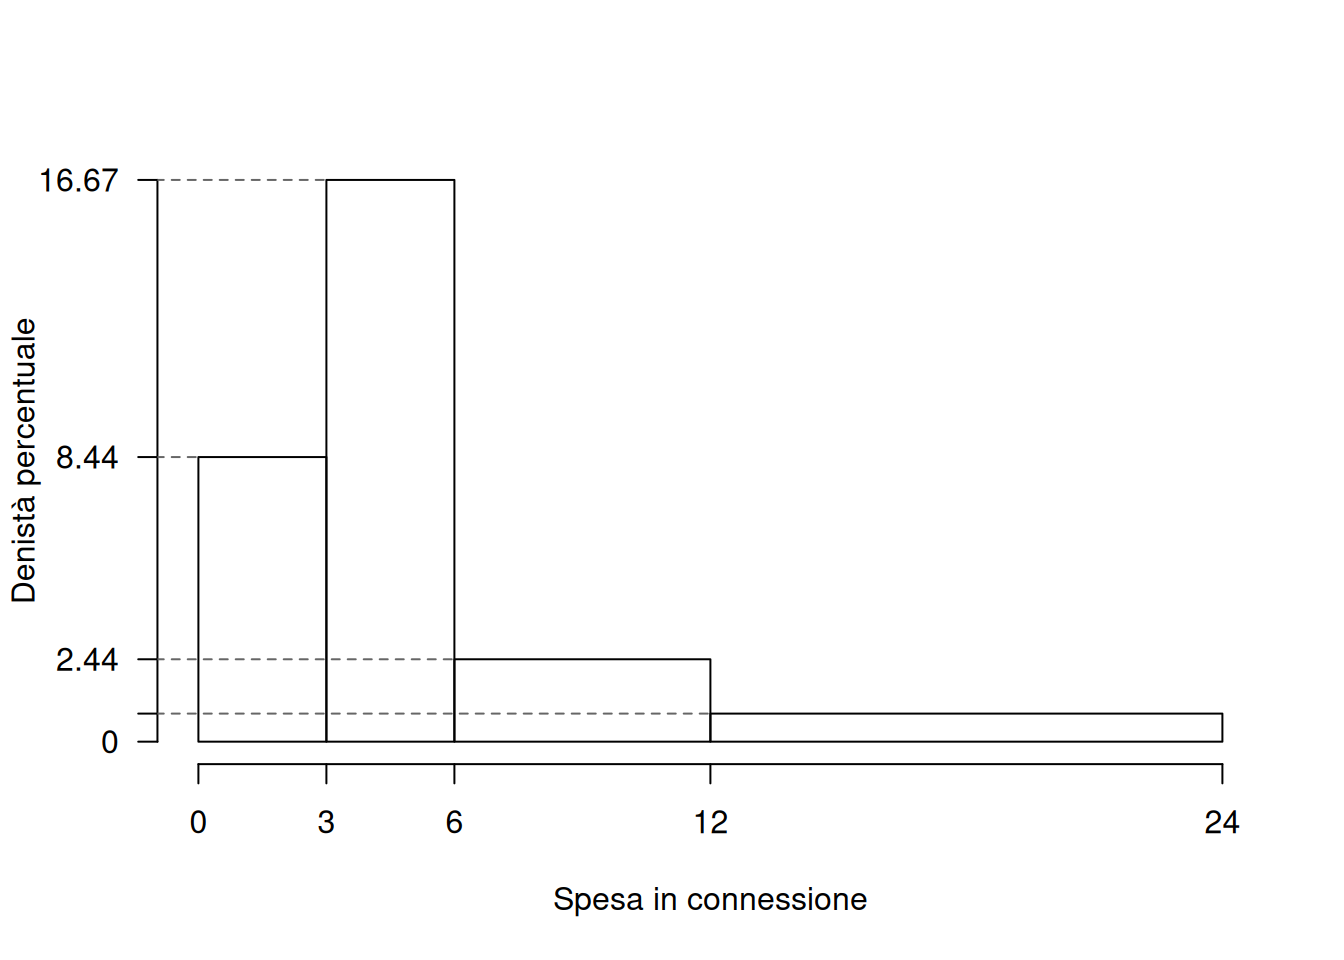 16.67
8.44
2.44
0
Denistà percentuale
0 3 6 12 24
Spesa in connessione